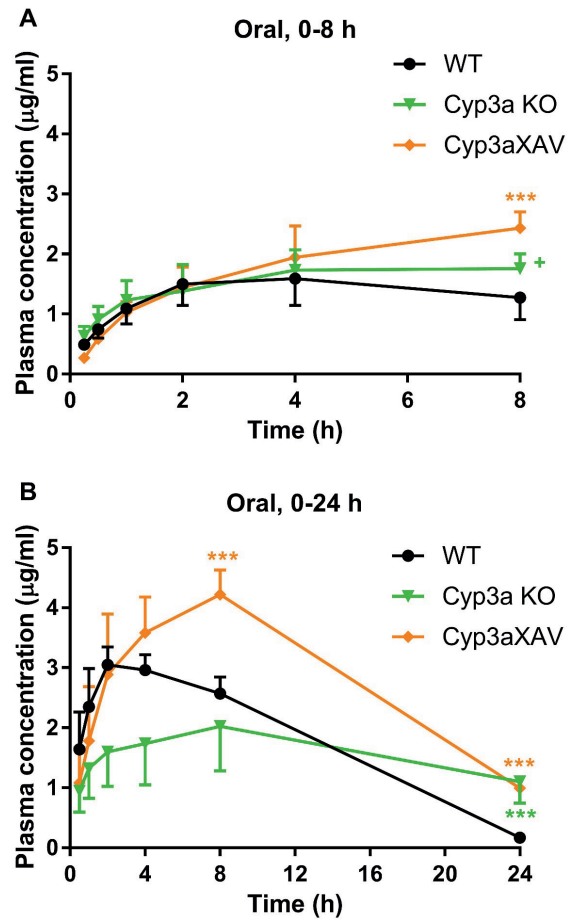 A
Oral, 0-8 h
Plasma concentration (μg/ml)
5
4
3
2
1
0
WT
Cyp3a KO
Cyp3aXAV
***
+
0 2 4 6 8
Time (h)
B
Oral, 0-24 h
Plasma concentration (μg/ml)
5
4
3
2
1
0
WT
Cyp3a KO
Cyp3aXAV
***
***
***
0 4 8 12 16 20 24
Time (h)